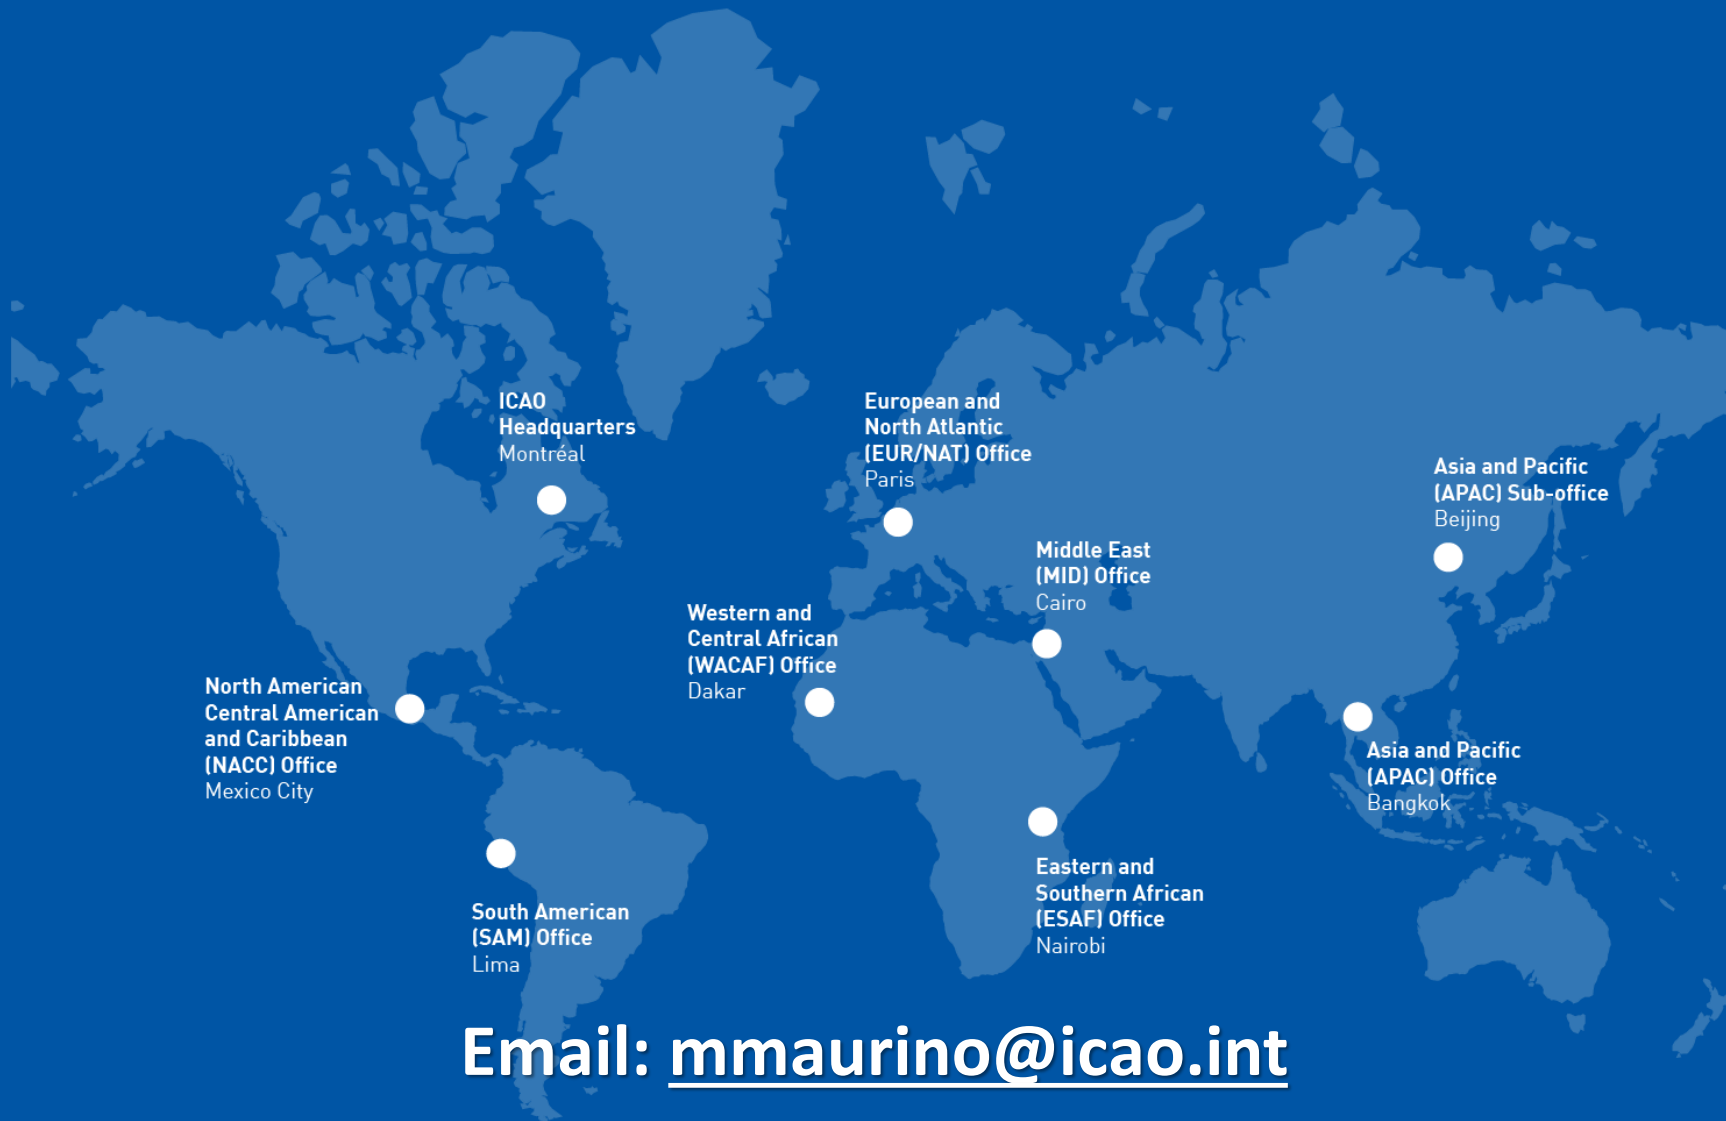 ICAO
Headquarters
Montréal
European and
North Atlantic
(EUR/NAT) Office
Paris
Asia and Pacific
(APAC) Sub-office
Beijing
Middle East
(MID) Office
Cairo
Western and
Central African
(WACAF) Office
Dakar
North American
Central American
and Caribbean
(NACC) Office
Mexico City
Asia and Pacific
(APAC) Office
Bangkok
Eastern and
Southern African
(ESAF) Office
Nairobi
South American
(SAM) Office
Lima
Email: mmaurino@icao.int